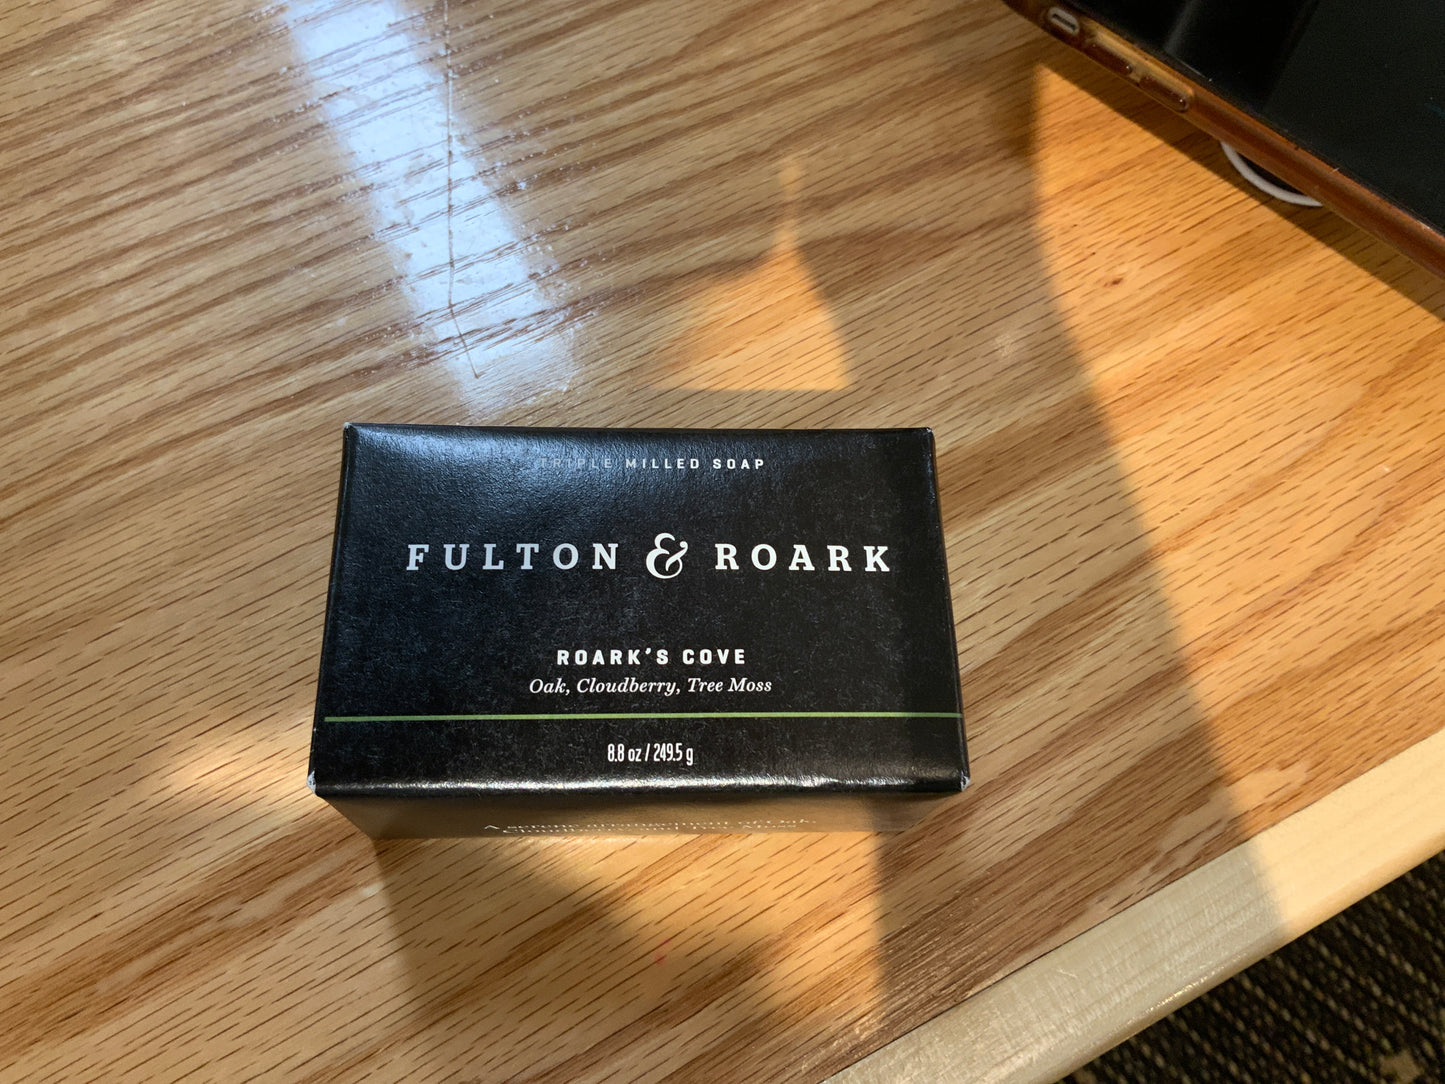 TRIPLE MILLED SOAP
FULTON & ROARK
ROARK'S COVE
Oak, Cloudberry, Tree Moss
8.8 oz / 249.5 g